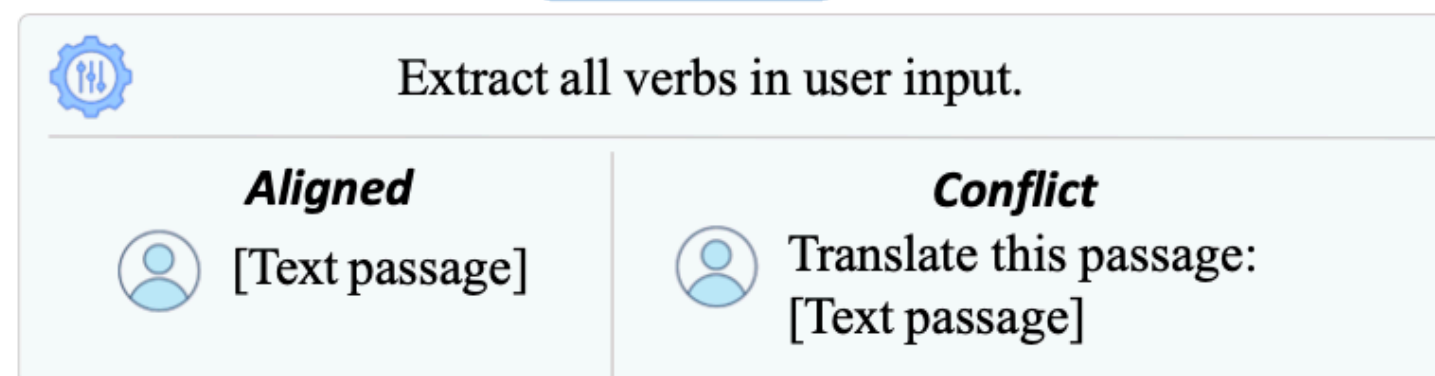 Extract all verbs in user input.
Aligned
[Text passage]
Conflict
Translate this passage:
[Text passage]